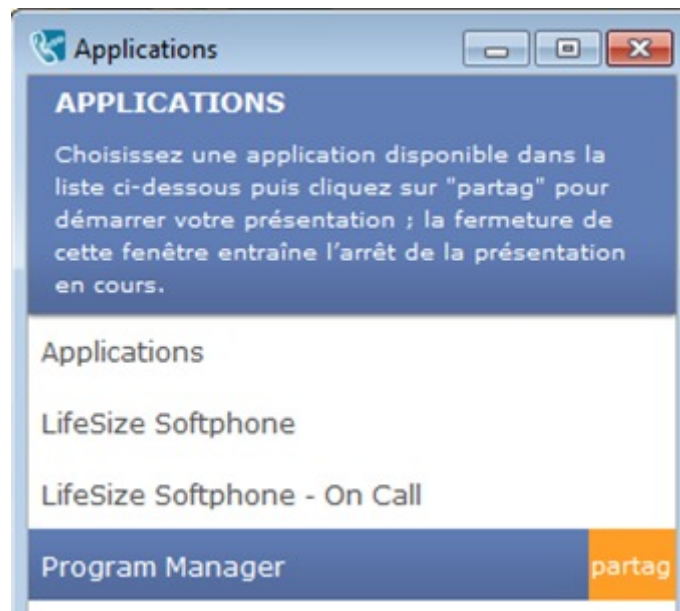 Applications
APPLICATIONS
Choisissez une application disponible dans la
liste ci-dessous puis cliquez sur "partag" pour
démarrer votre présentation ; la fermeture de
cette fenêtre entraîne l'arrêt de la présentation
en cours.
Applications
LifeSize Softphone
LifeSize Softphone - On Call
Program Manager partag